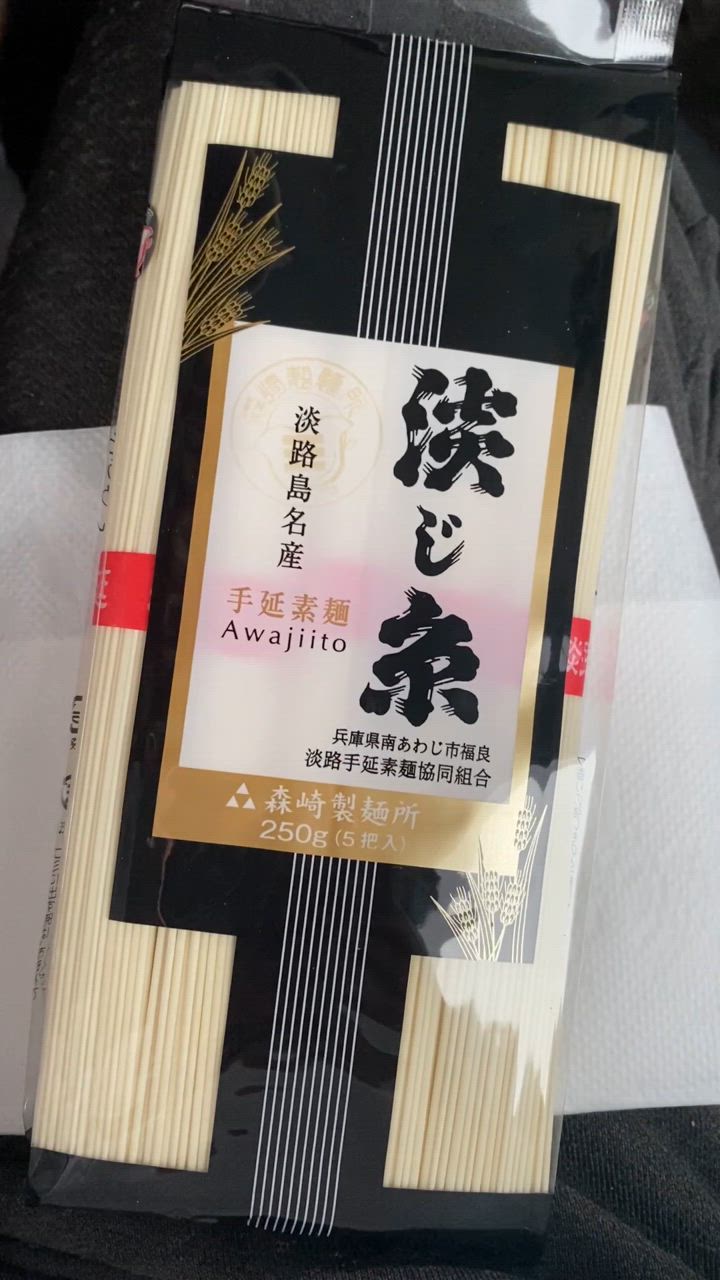 淡じ糸
淡路島名産
手延素麺
Awajiito
兵庫県南あわじ市福良
淡路手延素麺協同組合
森崎製麺所
250g(5把入)